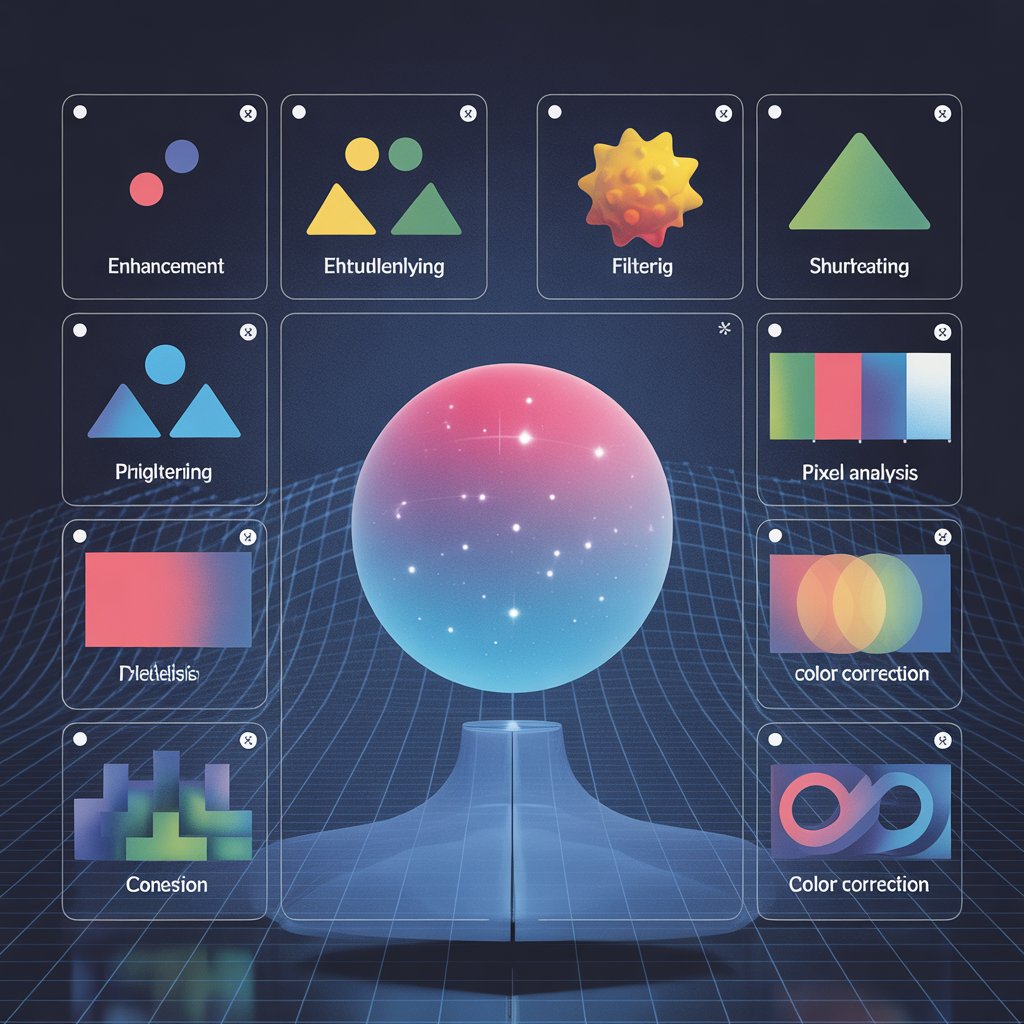 Enhancement
Ehtudlenlying
Filterig
Shurteating
Phigltering
Pixel analysis
color correction
Conesion
Color correction